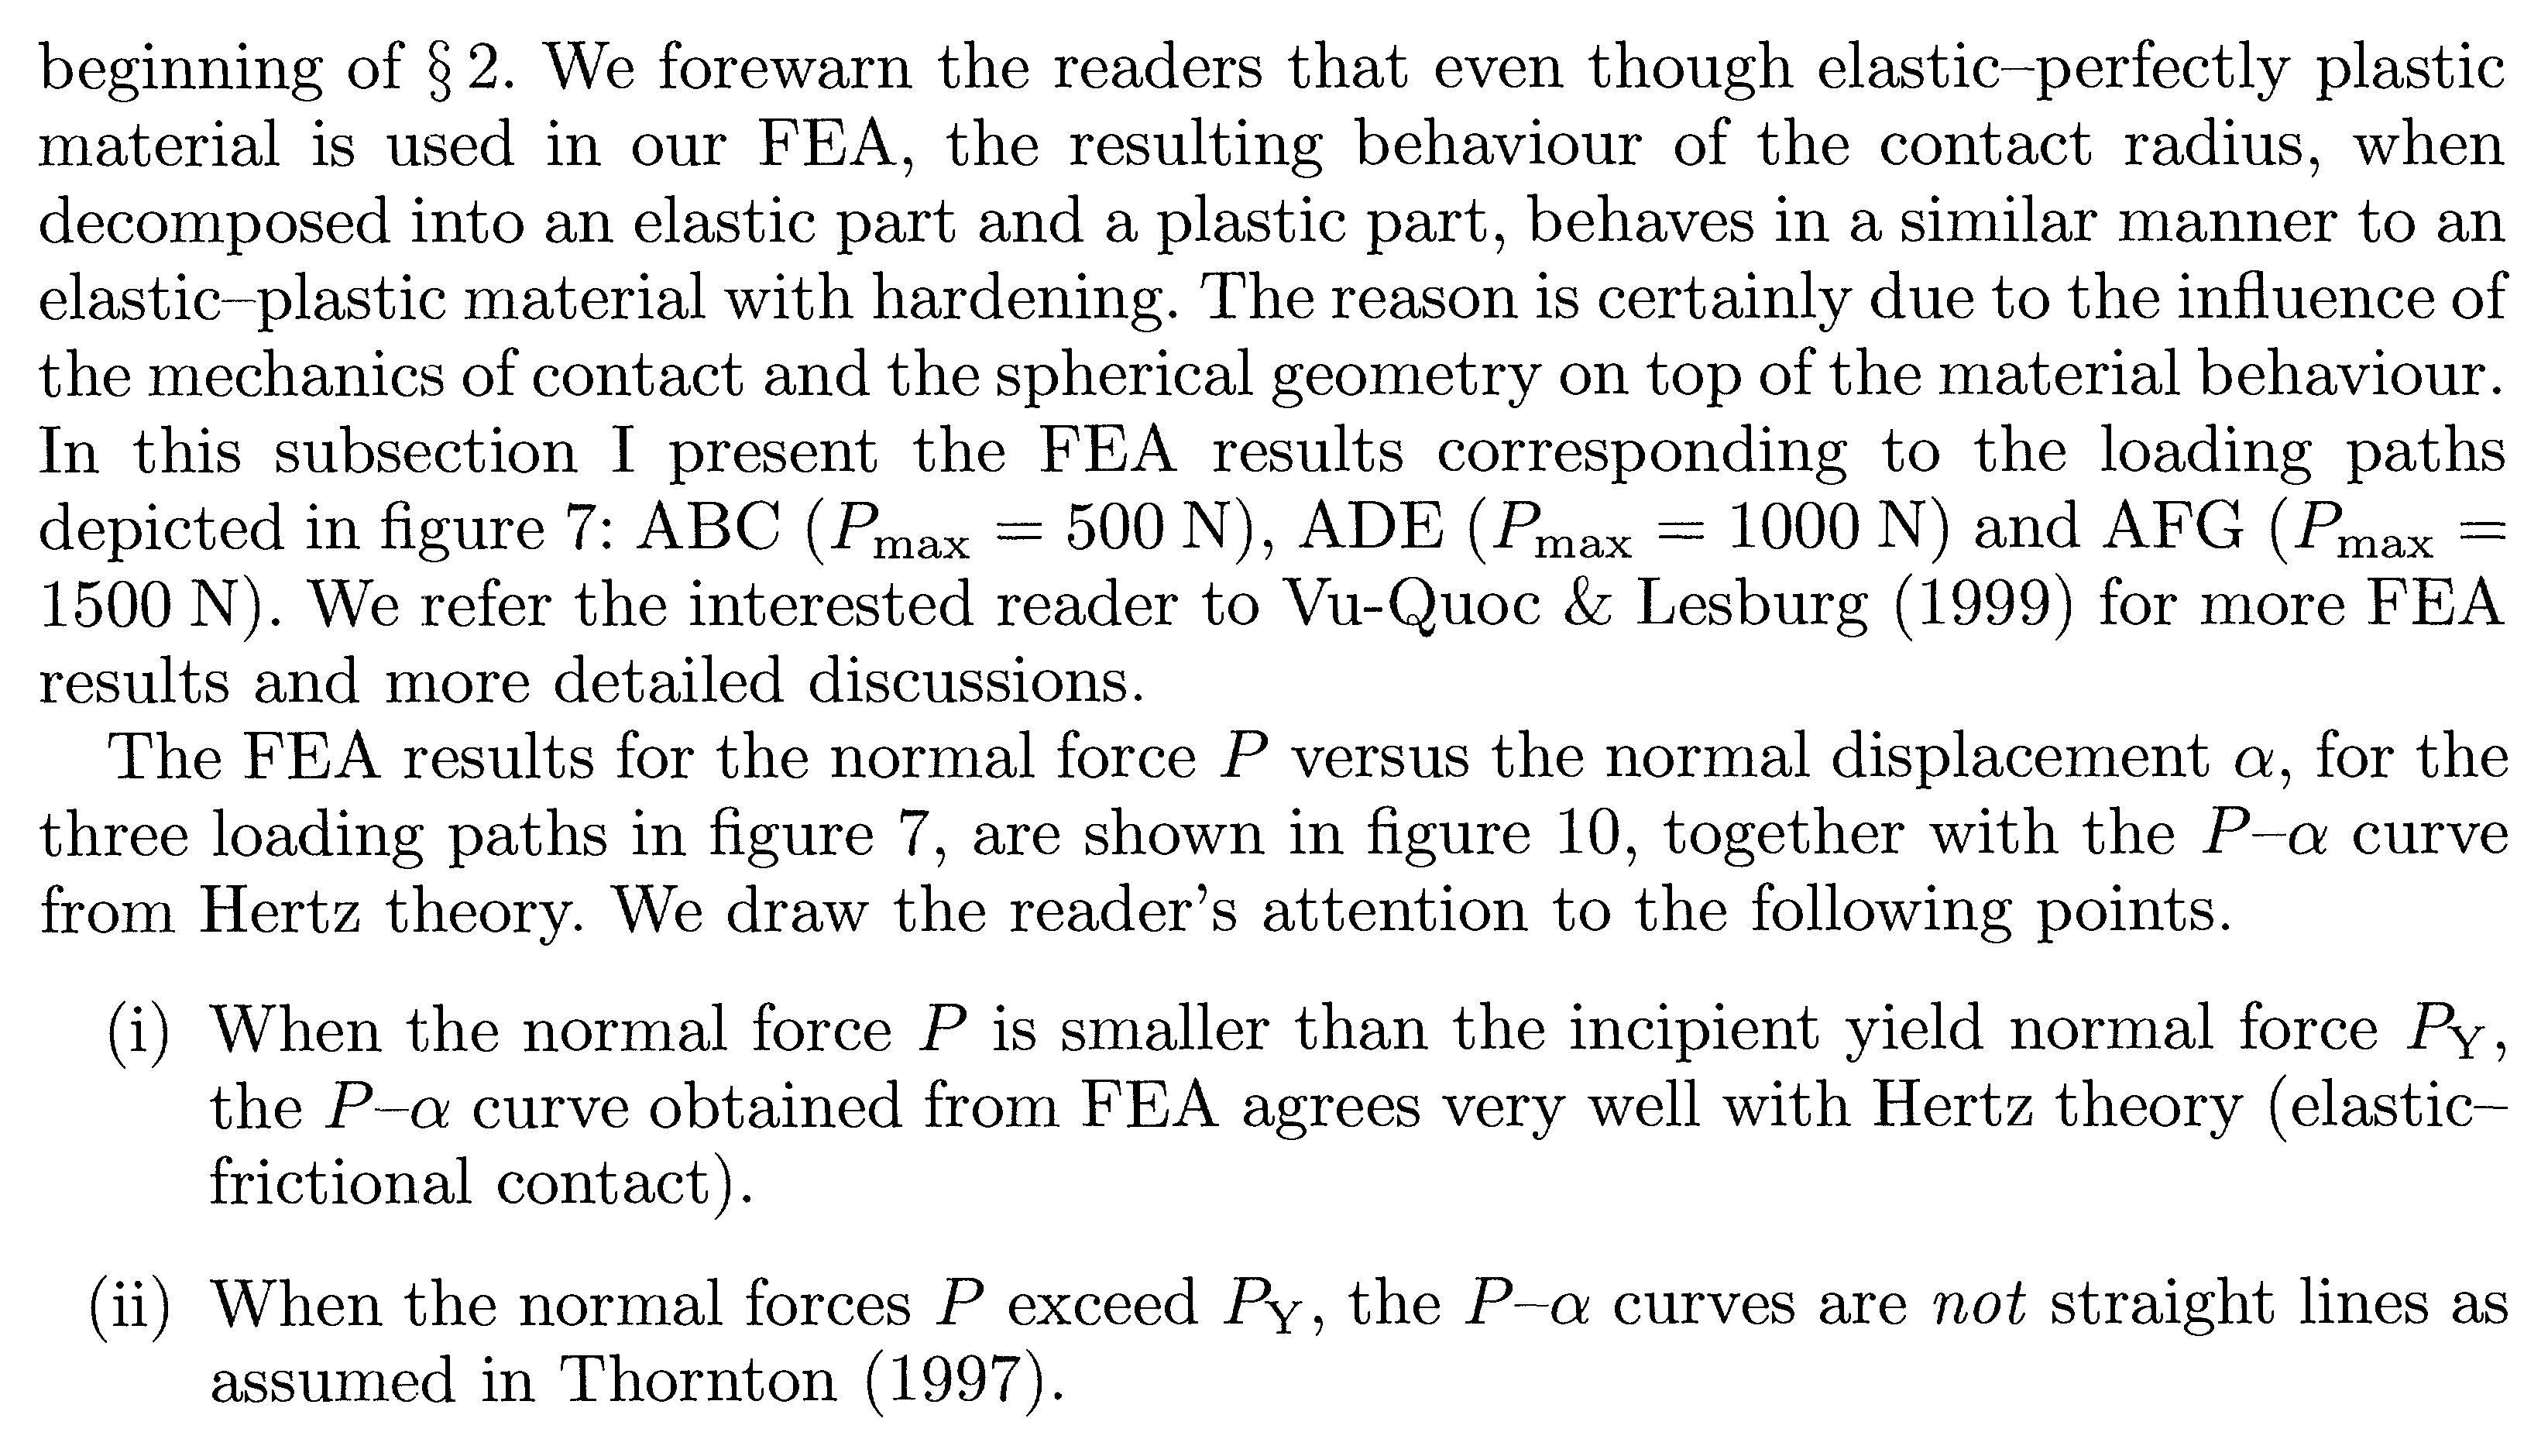 beginning of § 2. We forewarn the readers that even though elastic–perfectly plastic
material is used in our FEA, the resulting behaviour of the contact radius, when
decomposed into an elastic part and a plastic part, behaves in a similar manner to an
elastic–plastic material with hardening. The reason is certainly due to the influence of
the mechanics of contact and the spherical geometry on top of the material behaviour.
In this subsection I present the FEA results corresponding to the loading paths
depicted in figure 7: ABC (P_max = 500 N), ADE (P_max = 1000 N) and AFG (P_max =
1500 N). We refer the interested reader to Vu-Quoc & Lesburg (1999) for more FEA
results and more detailed discussions.
The FEA results for the normal force P versus the normal displacement α, for the
three loading paths in figure 7, are shown in figure 10, together with the P–α curve
from Hertz theory. We draw the reader's attention to the following points.
(i) When the normal force P is smaller than the incipient yield normal force P_Y,
the P–α curve obtained from FEA agrees very well with Hertz theory (elastic–
frictional contact).
(ii) When the normal forces P exceed P_Y, the P–α curves are not straight lines as
assumed in Thornton (1997).